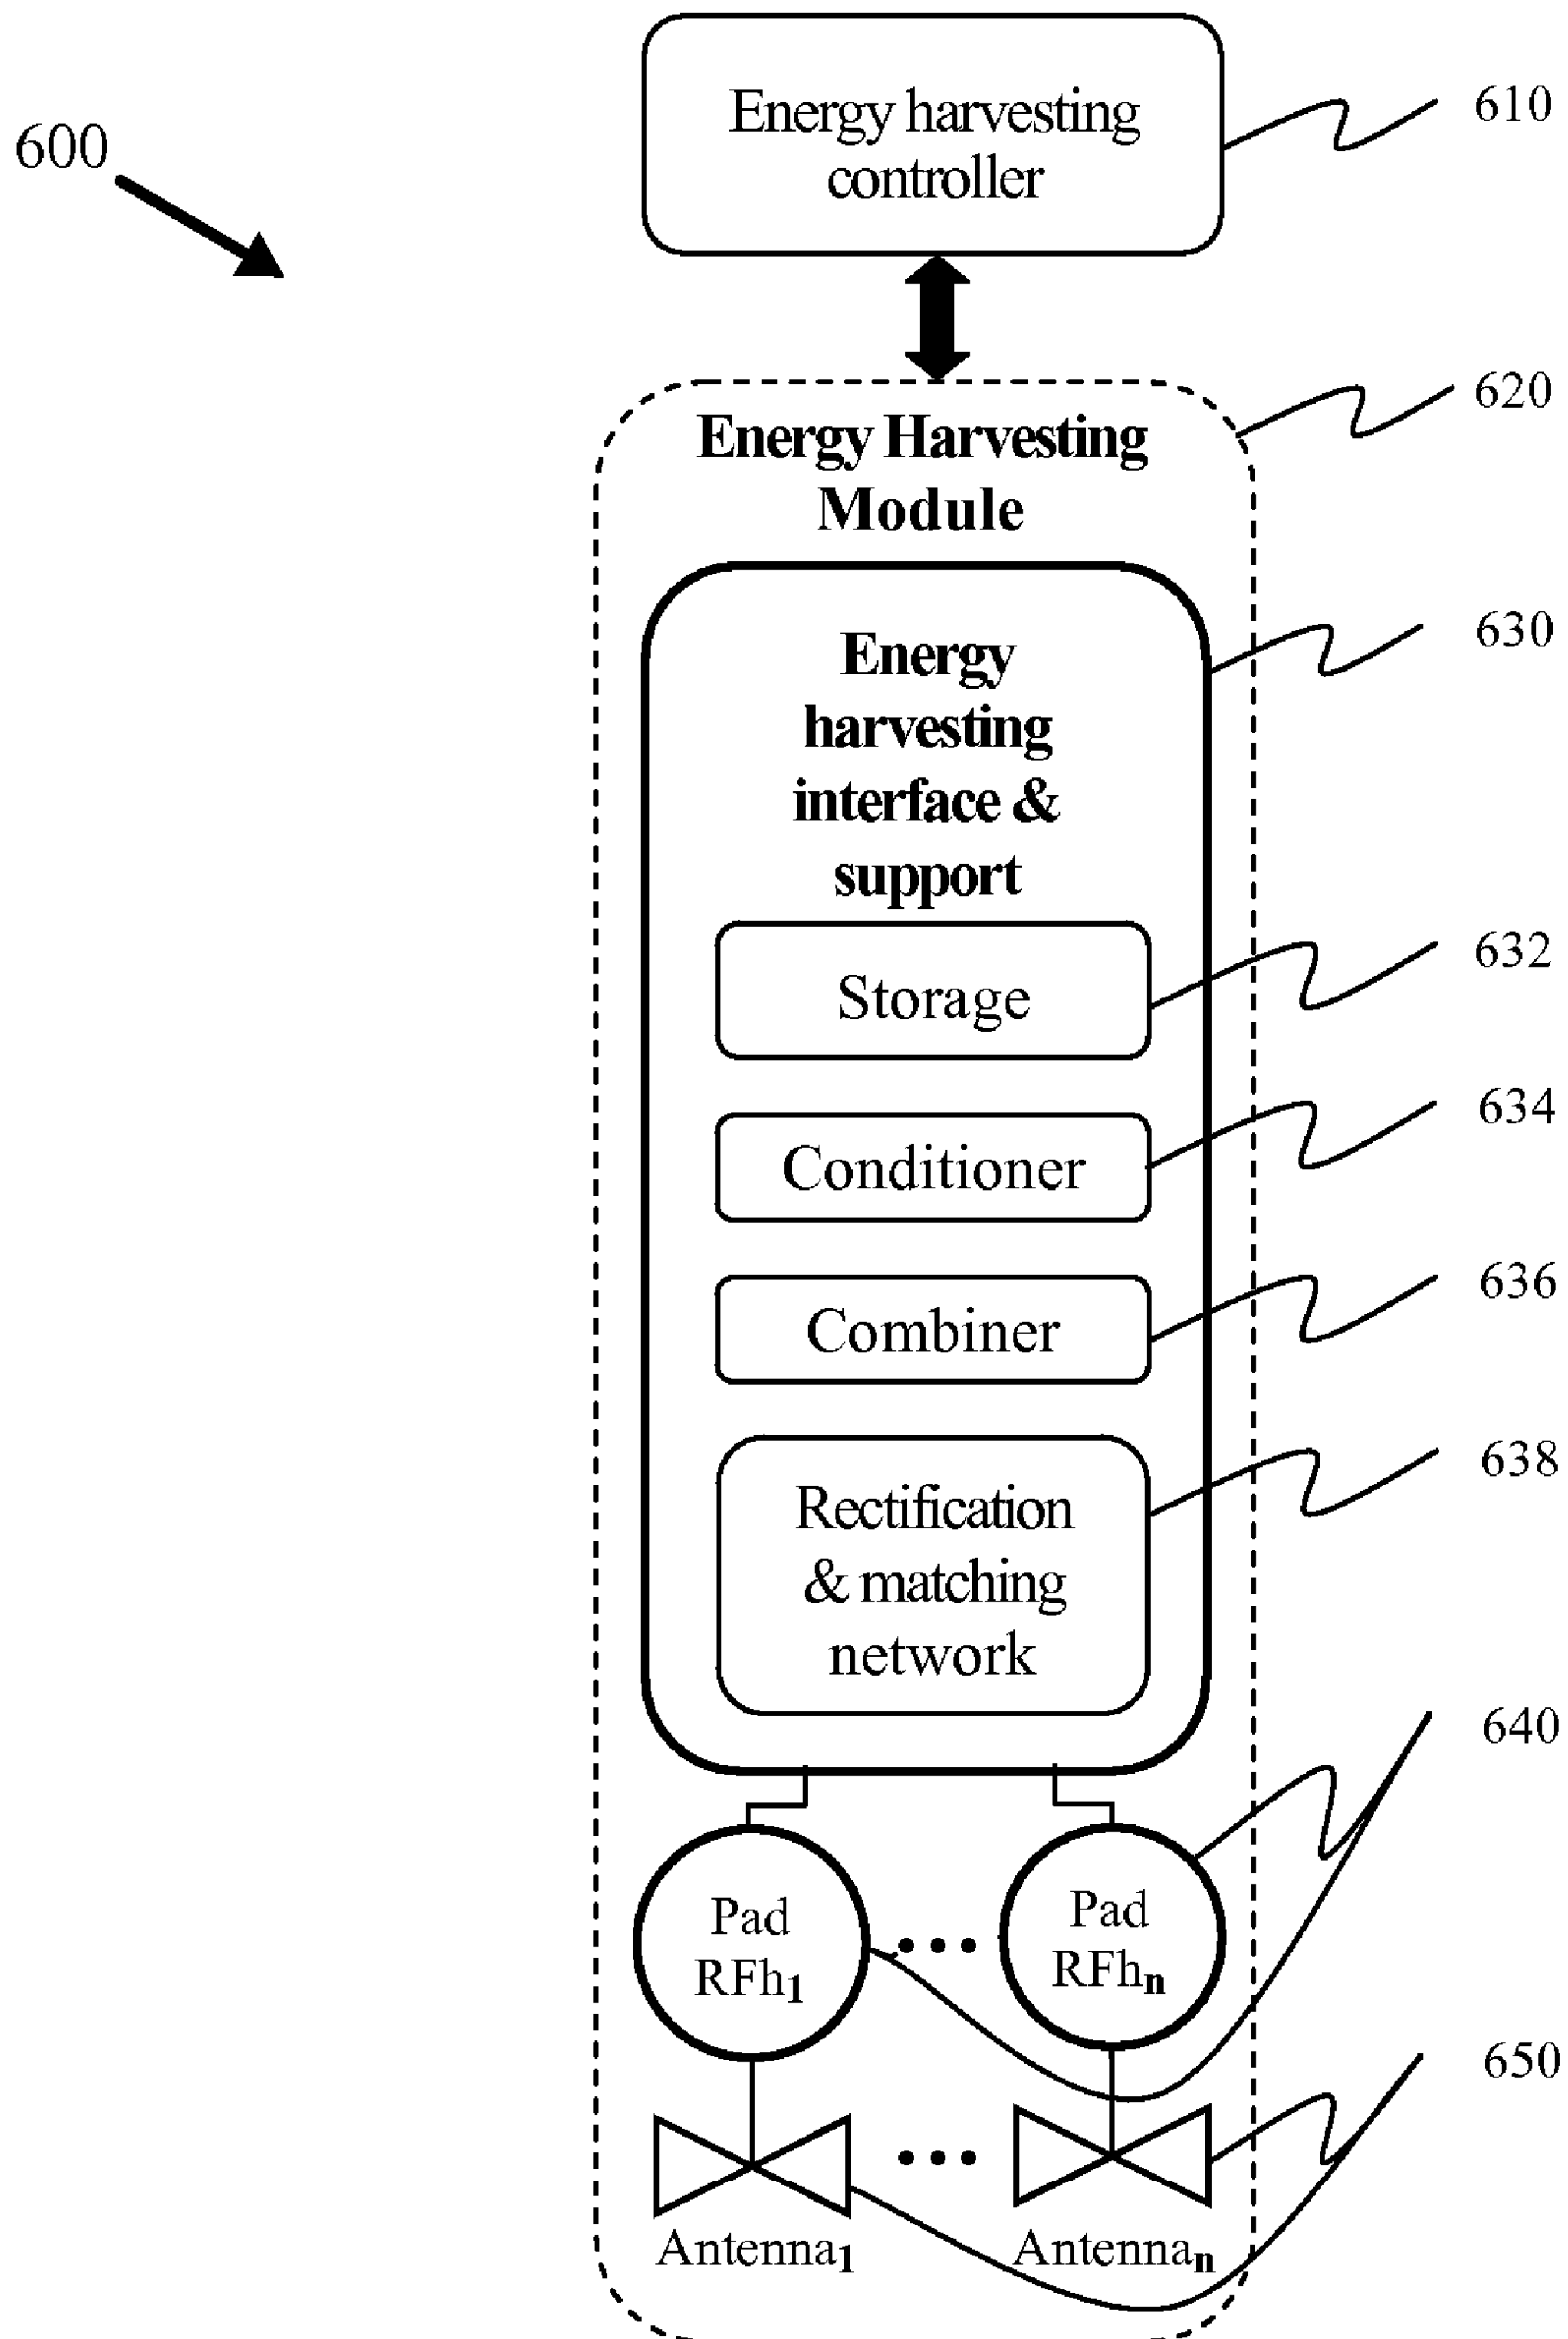 600
Energy harvesting
controller
610
620
Energy Harvesting
Module
630
Energy
harvesting
interface &
support
632
Storage
634
Conditioner
636
Combiner
638
Rectification
& matching
network
640
Pad
RFh1
Pad
RFhn
650
Antenna1
Antennan